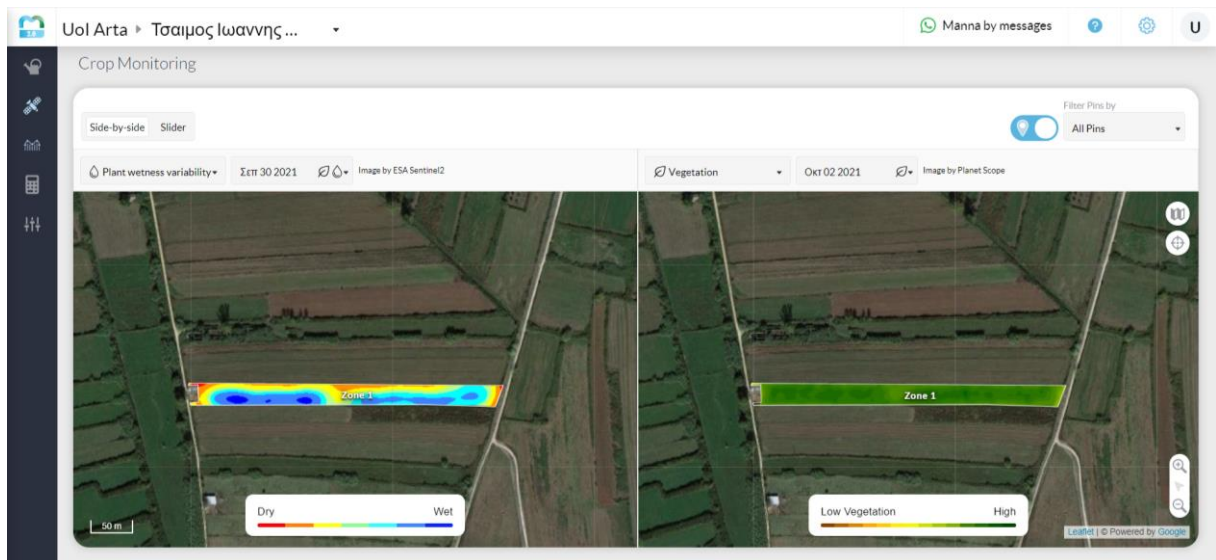 Uol Arta ▸ Τσαιμος Ιωαννης ...
Manna by messages
?
U
Crop Monitoring
Side-by-side
Slider
Filter Pins by
All Pins
Plant wetness variability
Σεπ 30 2021
Image by ESA Sentinel2
Vegetation
Οκτ 02 2021
Image by Planet Scope
Zone 1
Dry
Wet
50 m
Zone 1
Low Vegetation
High
Leaflet | © Powered by Google